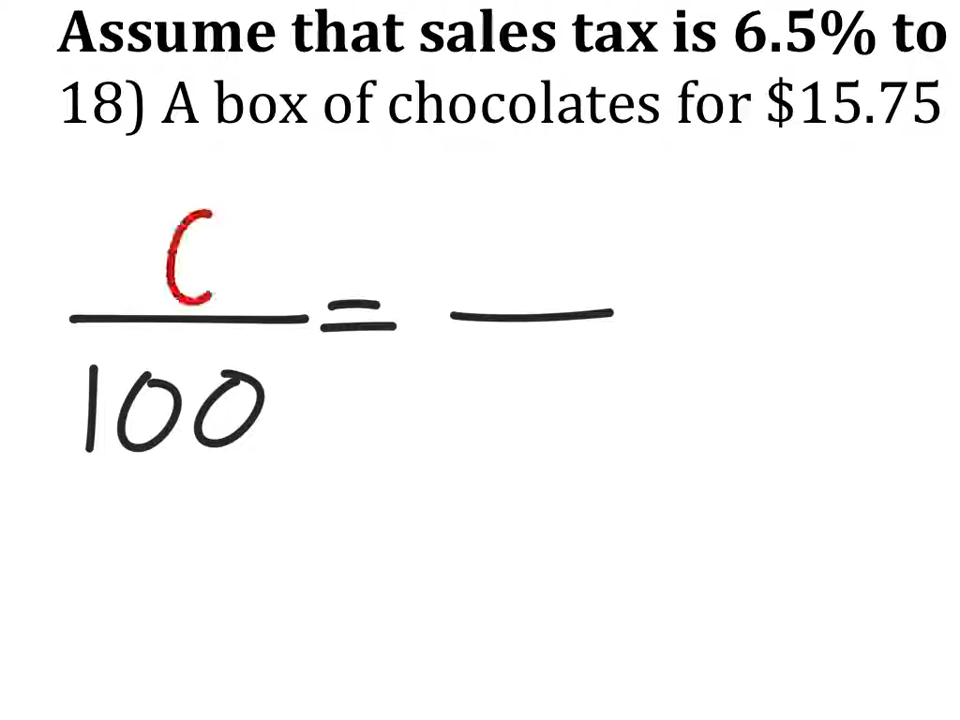 Assume that sales tax is 6.5% to
18) A box of chocolates for $15.75
C
=
100